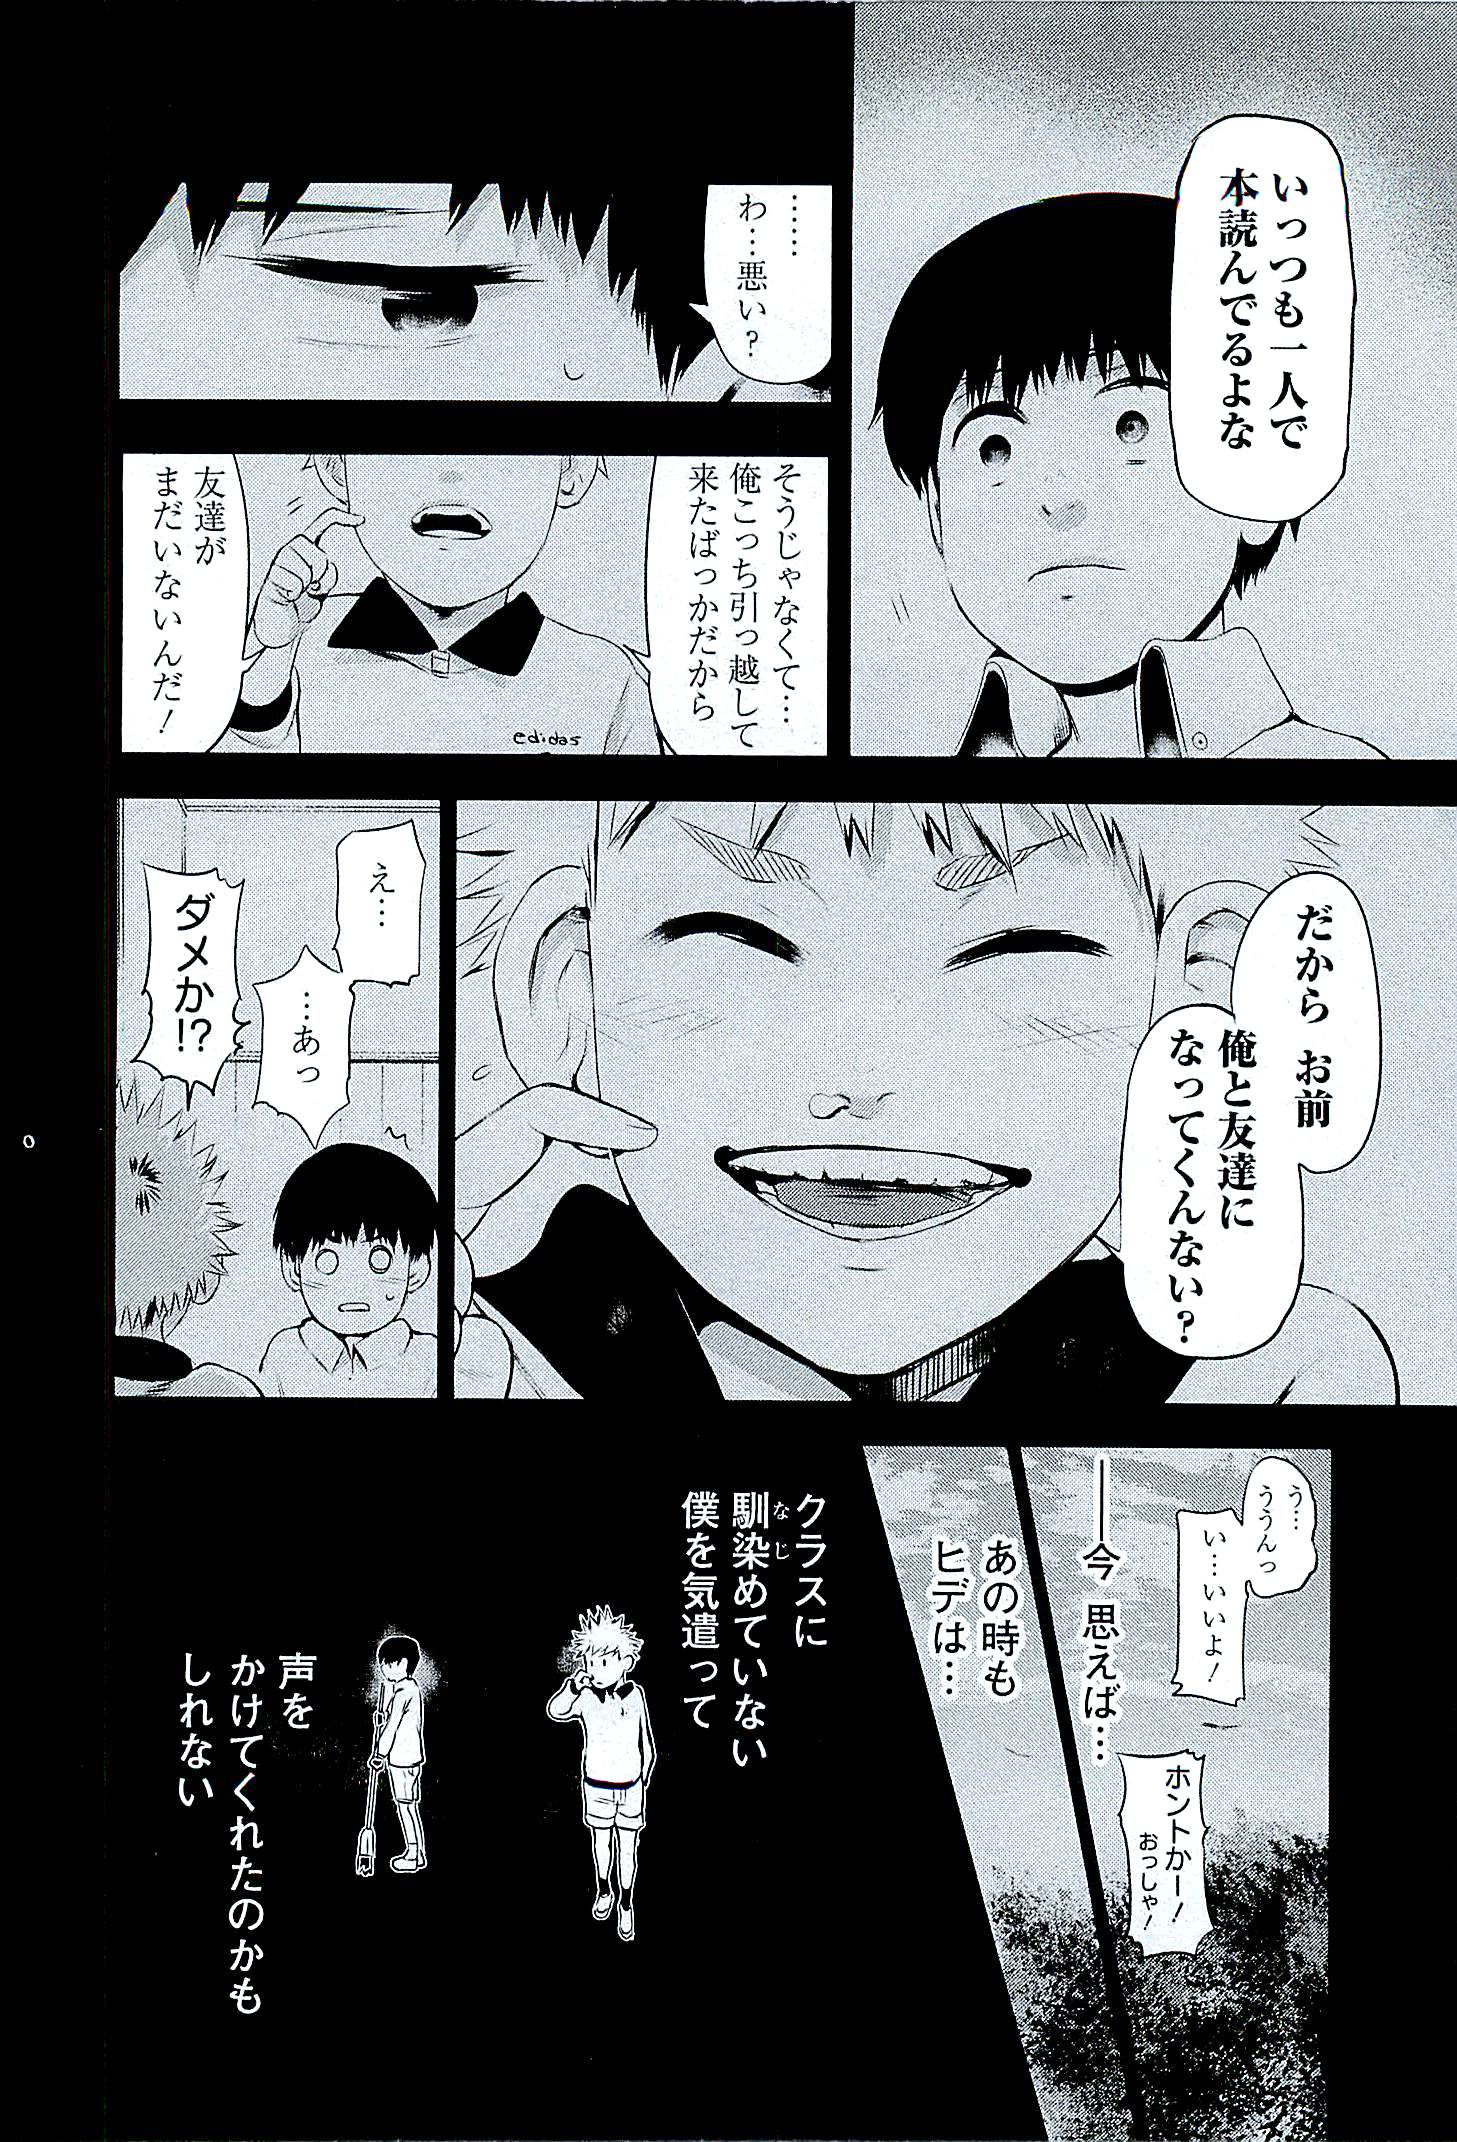 いっつも一人で
本読んでるよな
……
わ…悪い?
そうじゃなくて…
俺こっち引っ越して
来たばっかだから
友達が
まだいないんだ!
edidas
だから お前
俺と友達に
なってくんない?
え…
…あっ
ダメか!?
う…
ううんっ
い…いいよ!
ホントかー!
おっしゃ!
――今 思えば…
あの時も
ヒデは…
クラスに
馴染めていない
なじ
僕を気遣って
声を
かけてくれたのかも
しれない